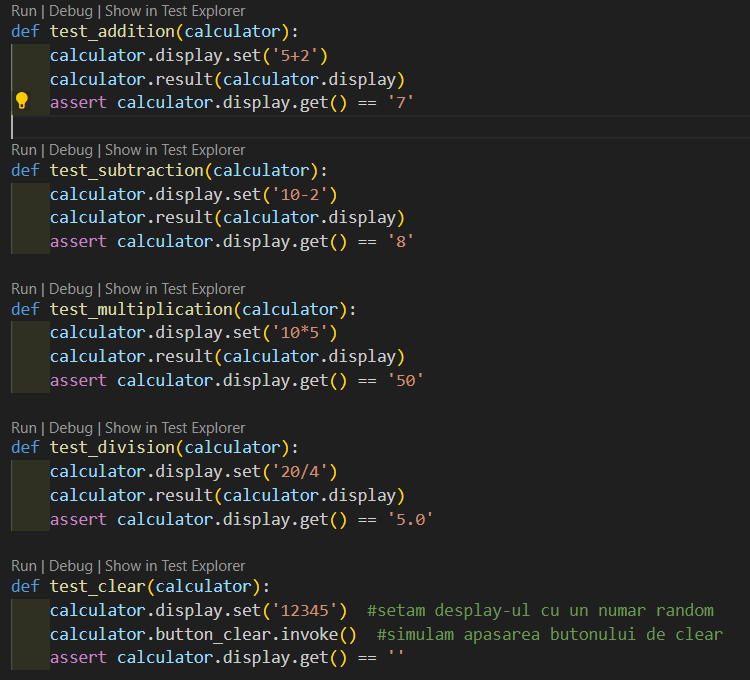 Run | Debug | Show in Test Explorer
def test_addition(calculator):
    calculator.display.set('5+2')
    calculator.result(calculator.display)
    assert calculator.display.get() == '7'
Run | Debug | Show in Test Explorer
def test_subtraction(calculator):
    calculator.display.set('10-2')
    calculator.result(calculator.display)
    assert calculator.display.get() == '8'
Run | Debug | Show in Test Explorer
def test_multiplication(calculator):
    calculator.display.set('10*5')
    calculator.result(calculator.display)
    assert calculator.display.get() == '50'
Run | Debug | Show in Test Explorer
def test_division(calculator):
    calculator.display.set('20/4')
    calculator.result(calculator.display)
    assert calculator.display.get() == '5.0'
Run | Debug | Show in Test Explorer
def test_clear(calculator):
    calculator.display.set('12345')  #setam desplay-ul cu un numar random
    calculator.button_clear.invoke()  #simulam apasarea butonului de clear
    assert calculator.display.get() == ''